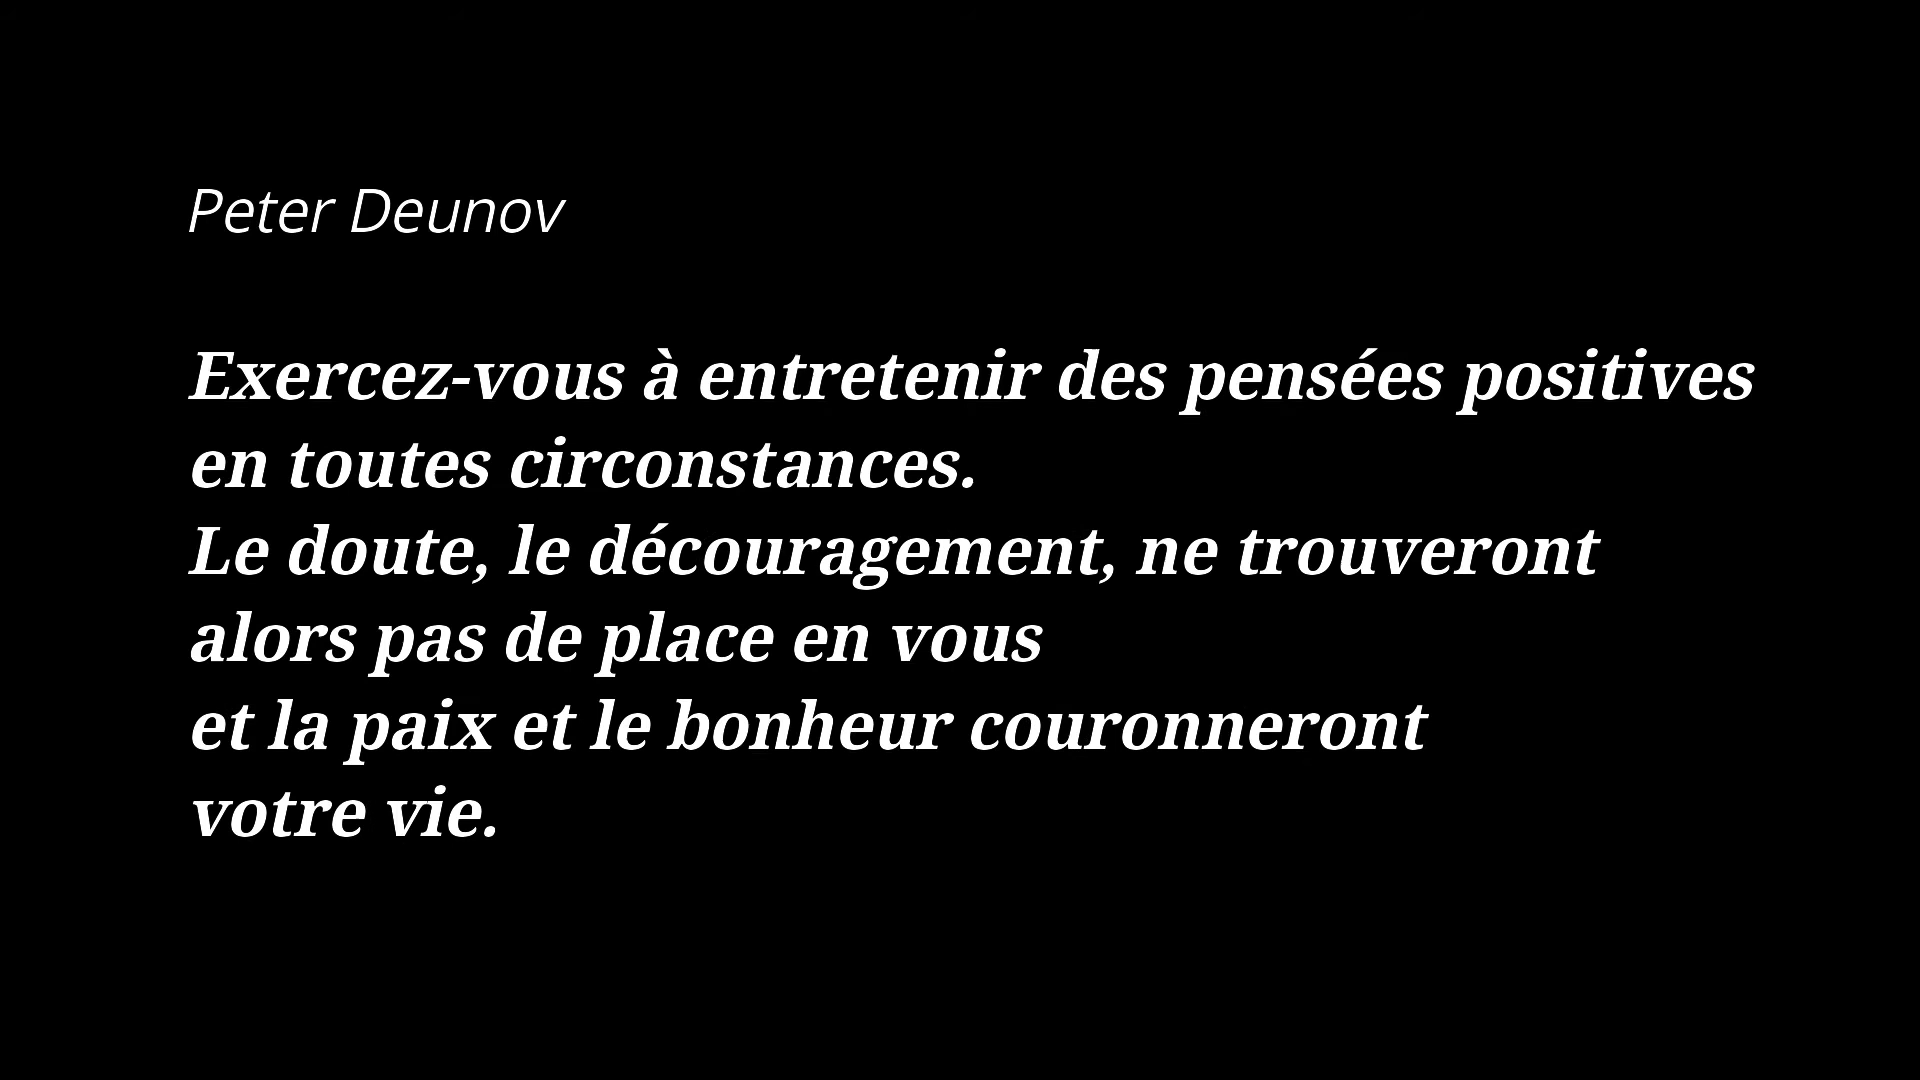 Peter Deunov
Exercez-vous à entretenir des pensées positives
en toutes circonstances.
Le doute, le découragement, ne trouveront
alors pas de place en vous
et la paix et le bonheur couronneront
votre vie.